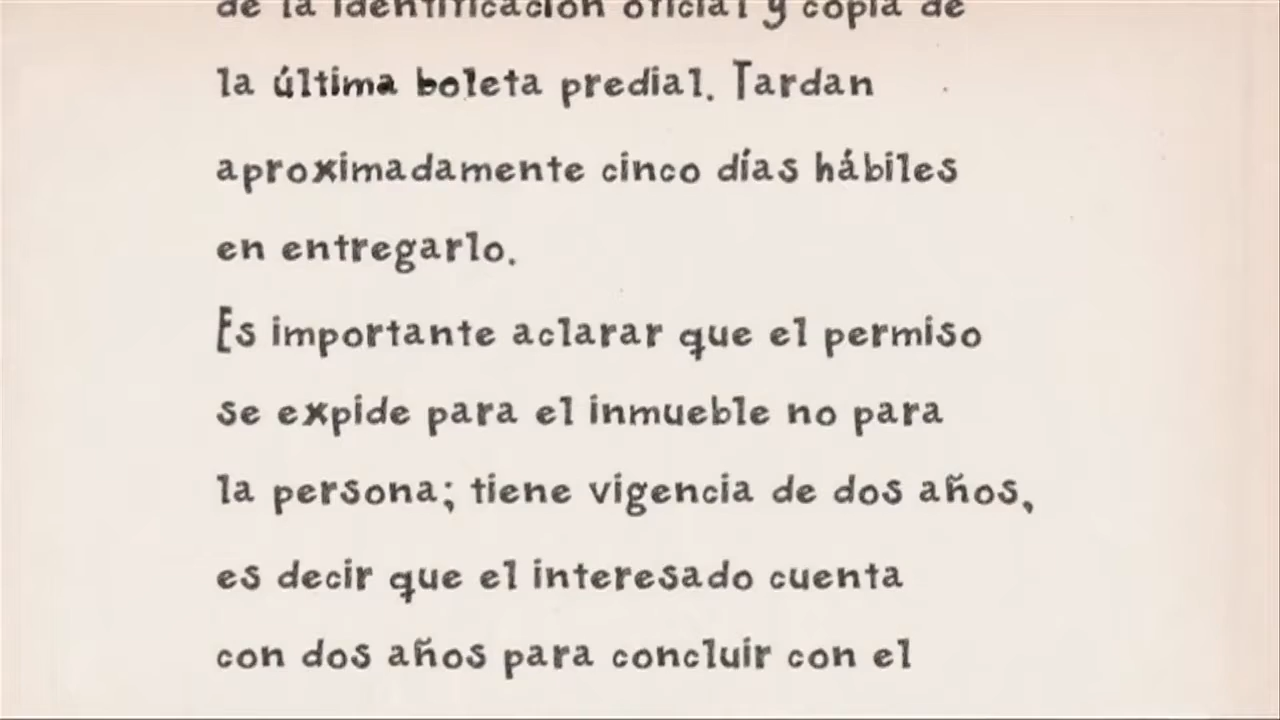 de la identificación oficial y copia de
la última boleta predial. Tardan
aproximadamente cinco días hábiles
en entregarlo.
Es importante aclarar que el permiso
se expide para el inmueble no para
la persona; tiene vigencia de dos años,
es decir que el interesado cuenta
con dos años para concluir con el